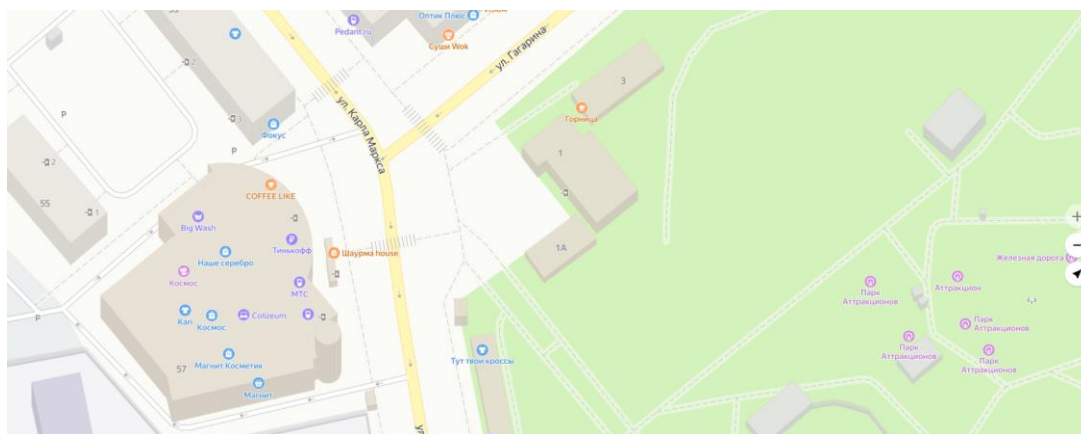 Оптик Плюс
Pedant.ru
Суши Wok
ул. Гагарина
2
3
Фокус
P
P
ул. Карла Маркса
3
Горница
1
2
55
1
COFFEE LIKE
Big Wash
Тинькофф
Наше серебро
Шаурма house
1А
Космос
МТС
Kari
Космос
Colizeum
P
Магнит Косметик
57
Магнит
Тут твои кроссы
Железная дорога
Аттракцион
Парк
Аттракционов
Парк
Аттракционов
Парк
Аттракционов
Парк
Аттракционов